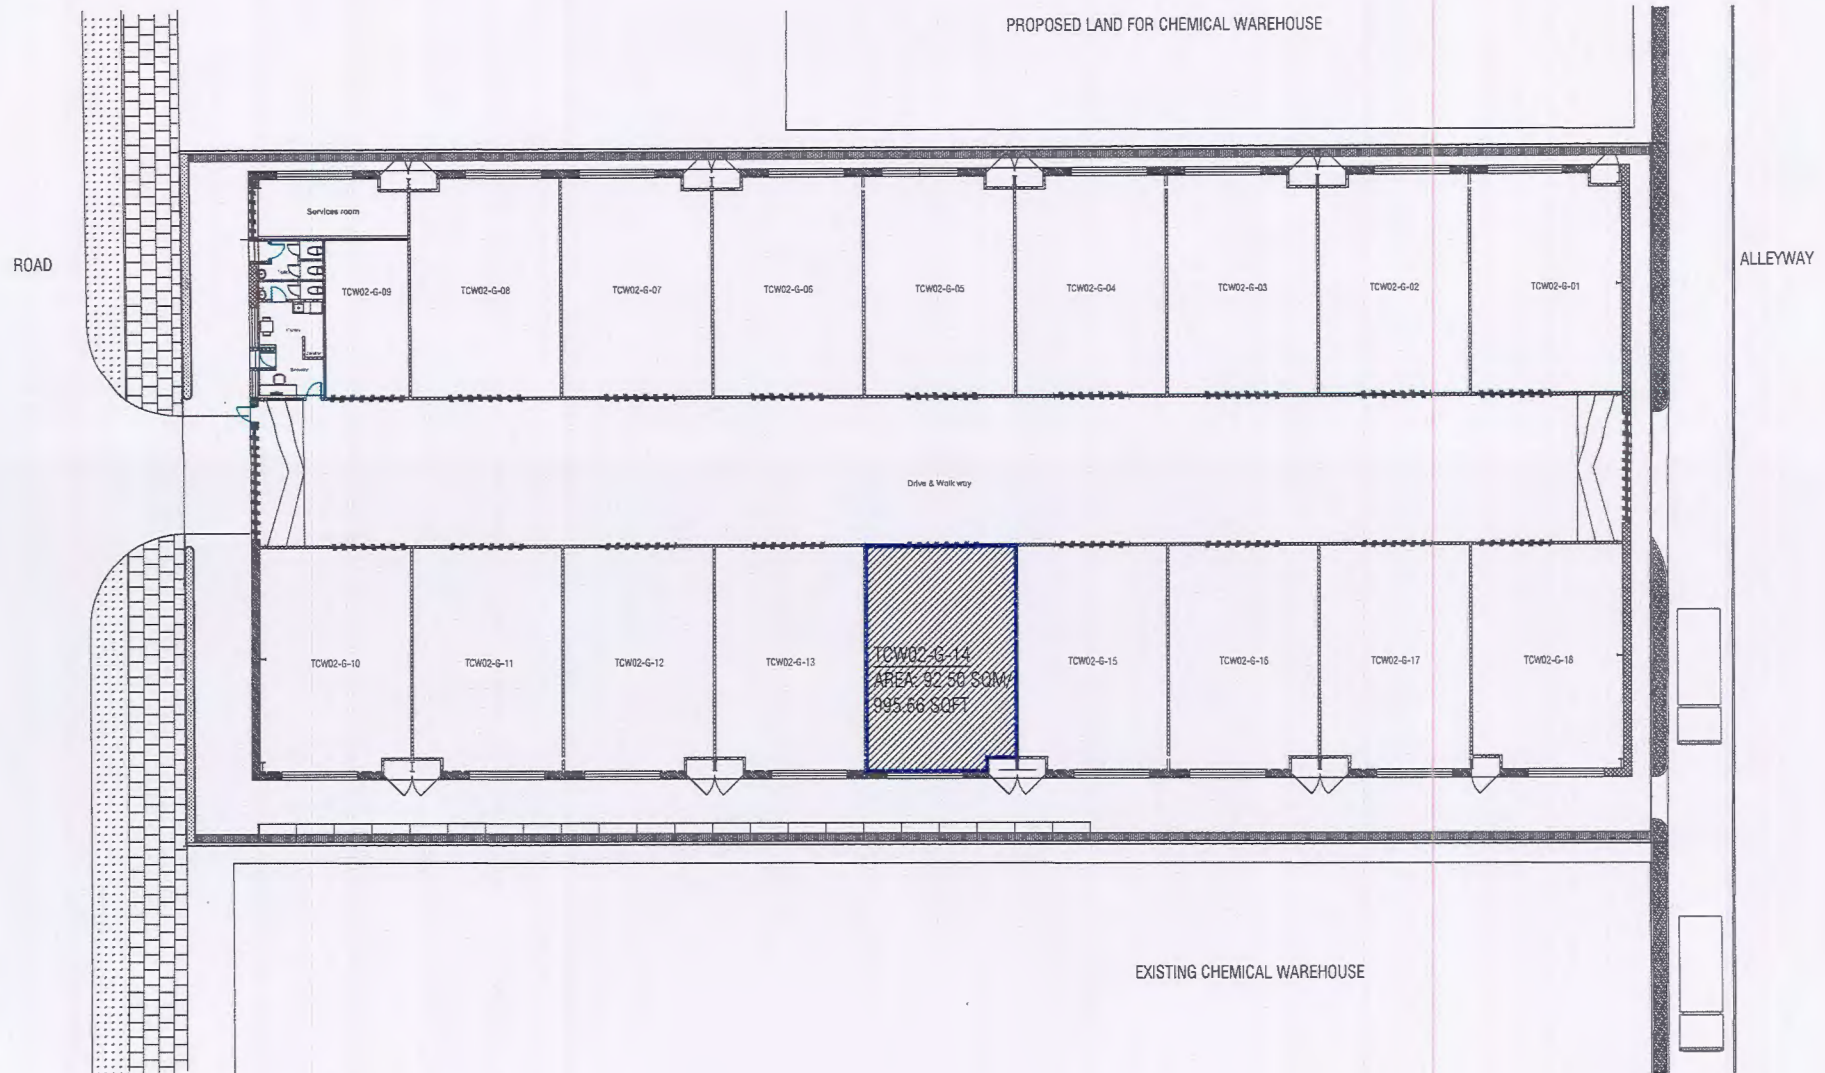 PROPOSED LAND FOR CHEMICAL WAREHOUSE
Services room
ROAD
ALLEYWAY
TCW02-G-09
TCW02-G-08
TCW02-G-07
TCW02-G-06
TCW02-G-05
TCW02-G-04
TCW02-G-03
TCW02-G-02
TCW02-G-01
Drive & Walk way
TCW02-G-10
TCW02-G-11
TCW02-G-12
TCW02-G-13
TCW02-G-14
AREA: 92.50 SQM/
995.66 SQFT
TCW02-G-15
TCW02-G-16
TCW02-G-17
TCW02-G-18
EXISTING CHEMICAL WAREHOUSE